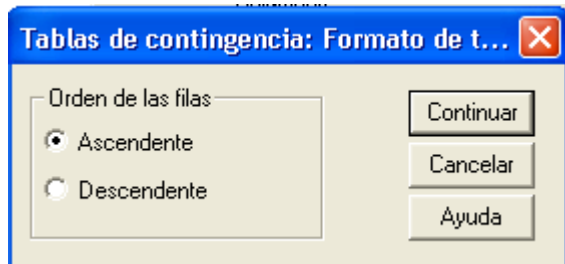 Tablas de contingencia: Formato de t...
Orden de las filas
Ascendente
Descendente
Continuar
Cancelar
Ayuda